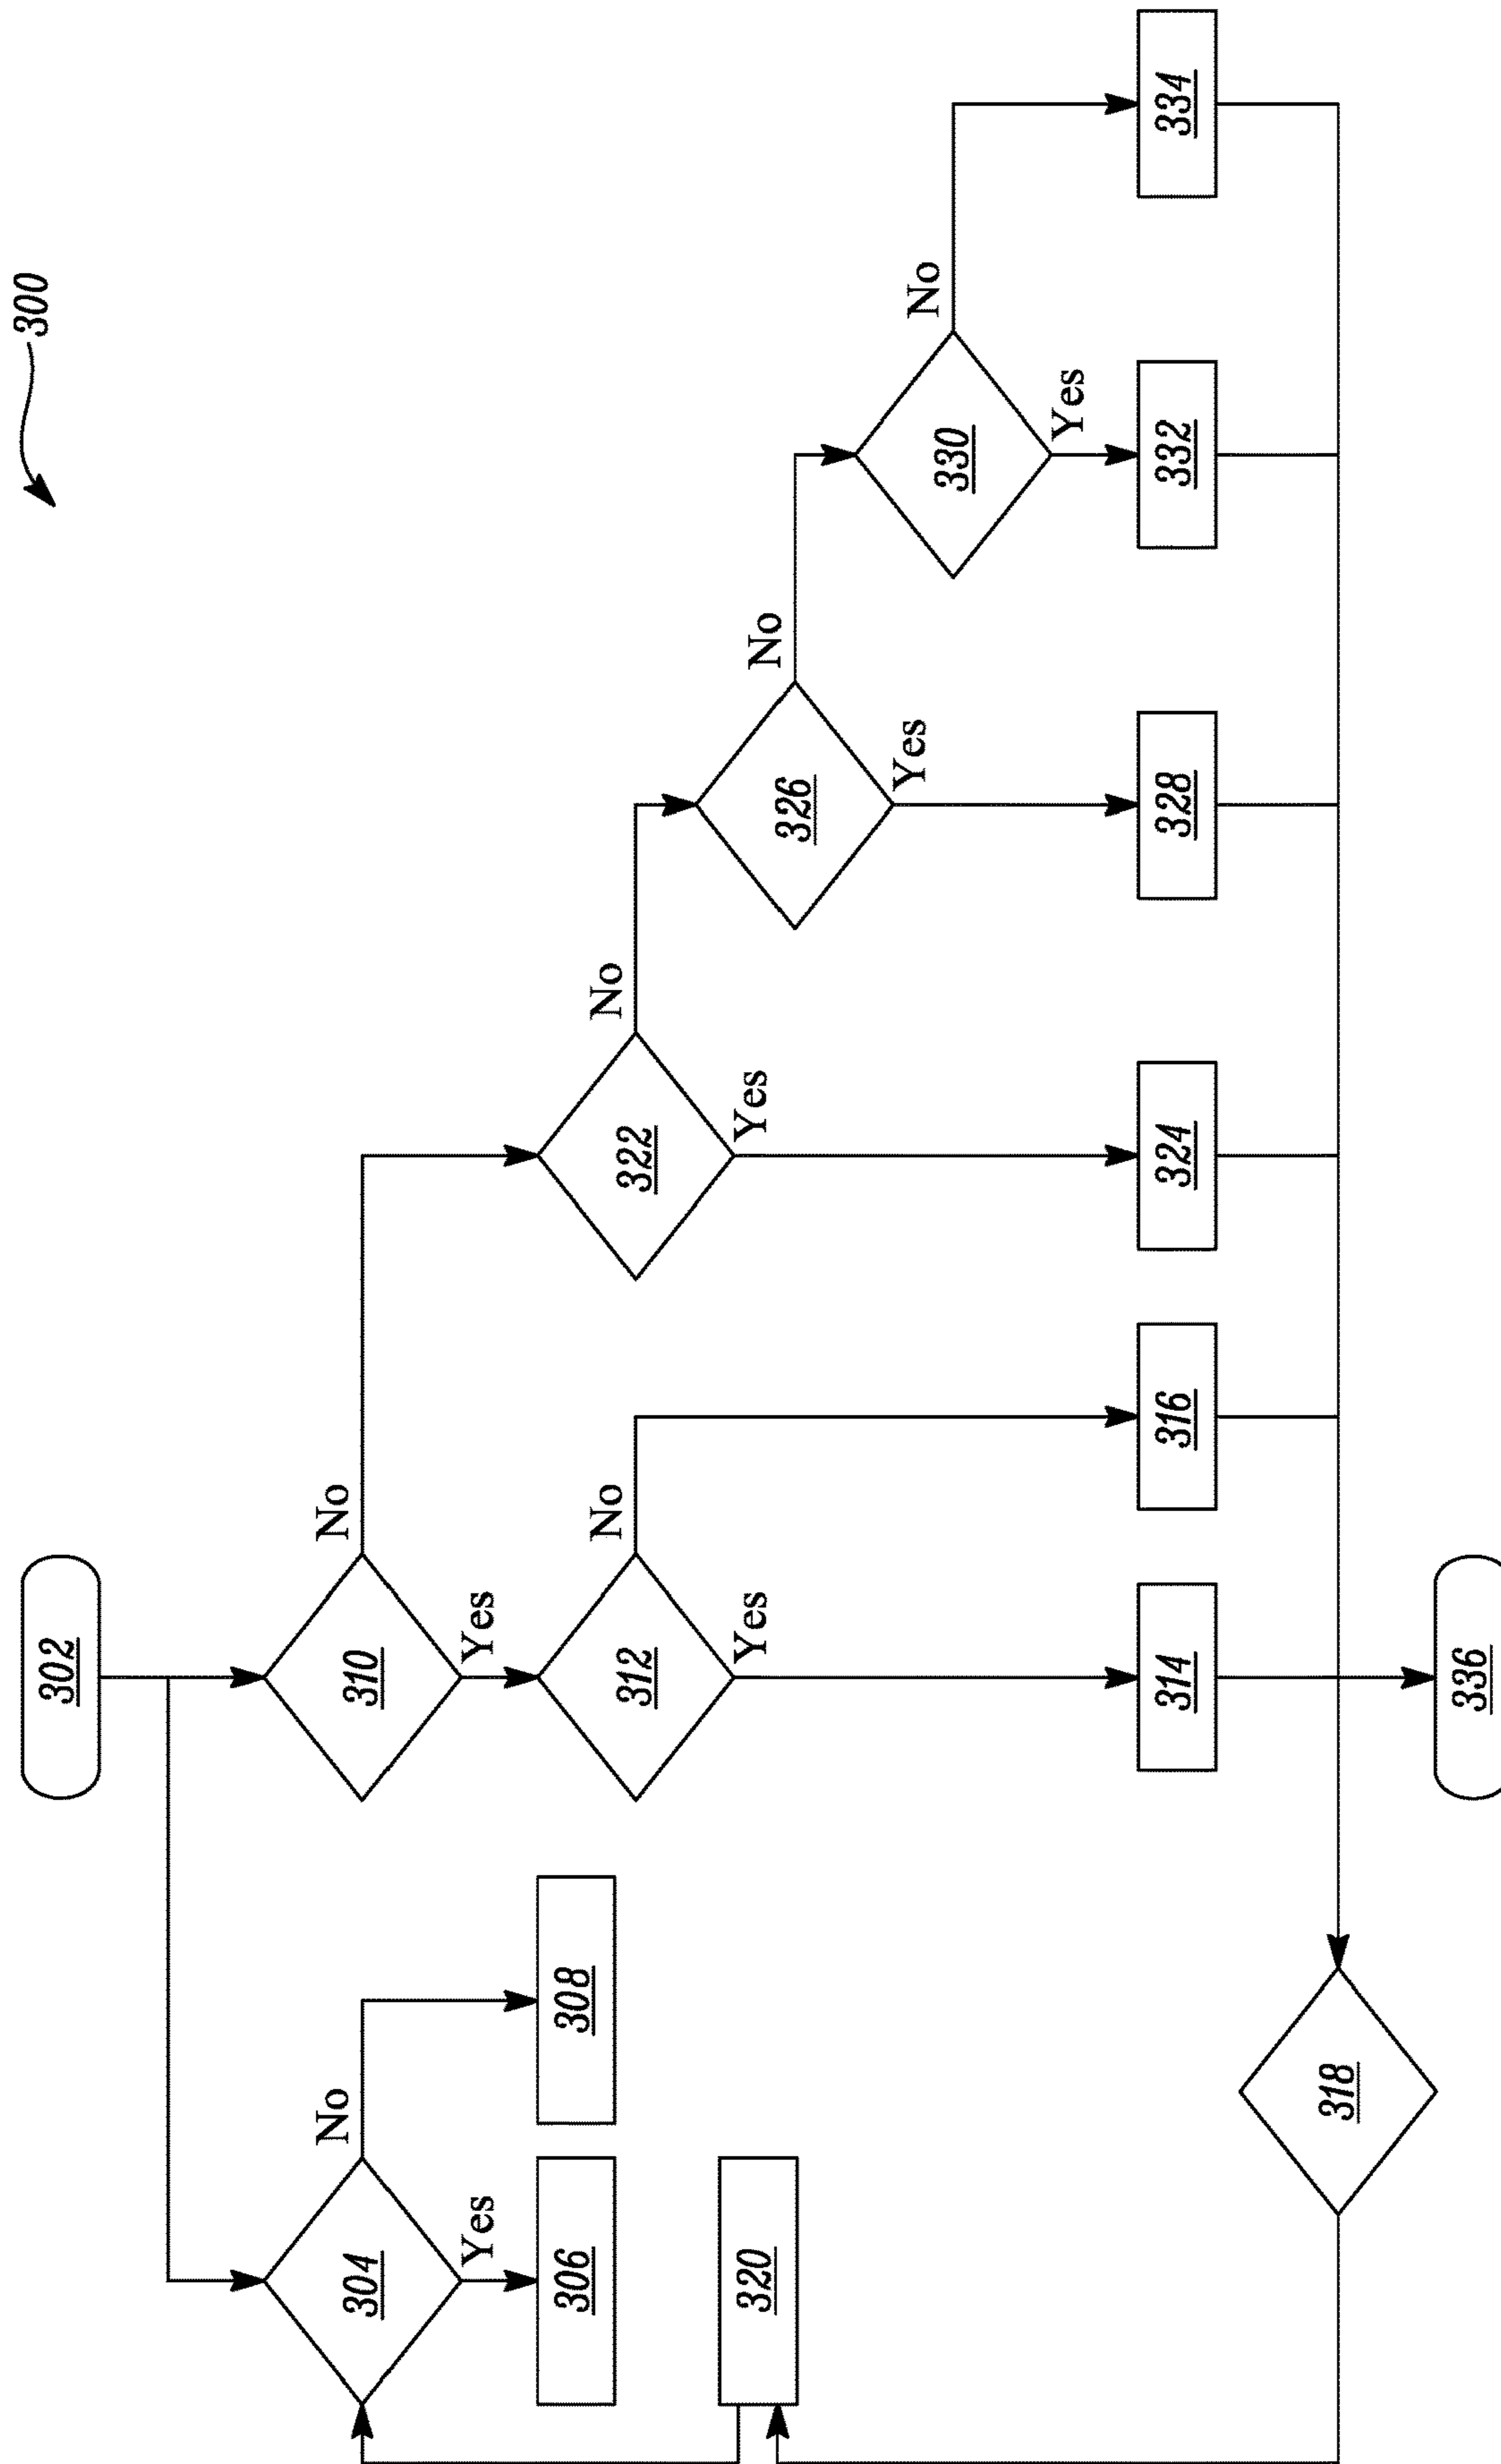 300
302
304
No
310
No
Yes
Yes
306
308
312
No
322
No
Yes
Yes
320
326
No
Yes
330
No
Yes
314
316
324
328
332
334
318
336